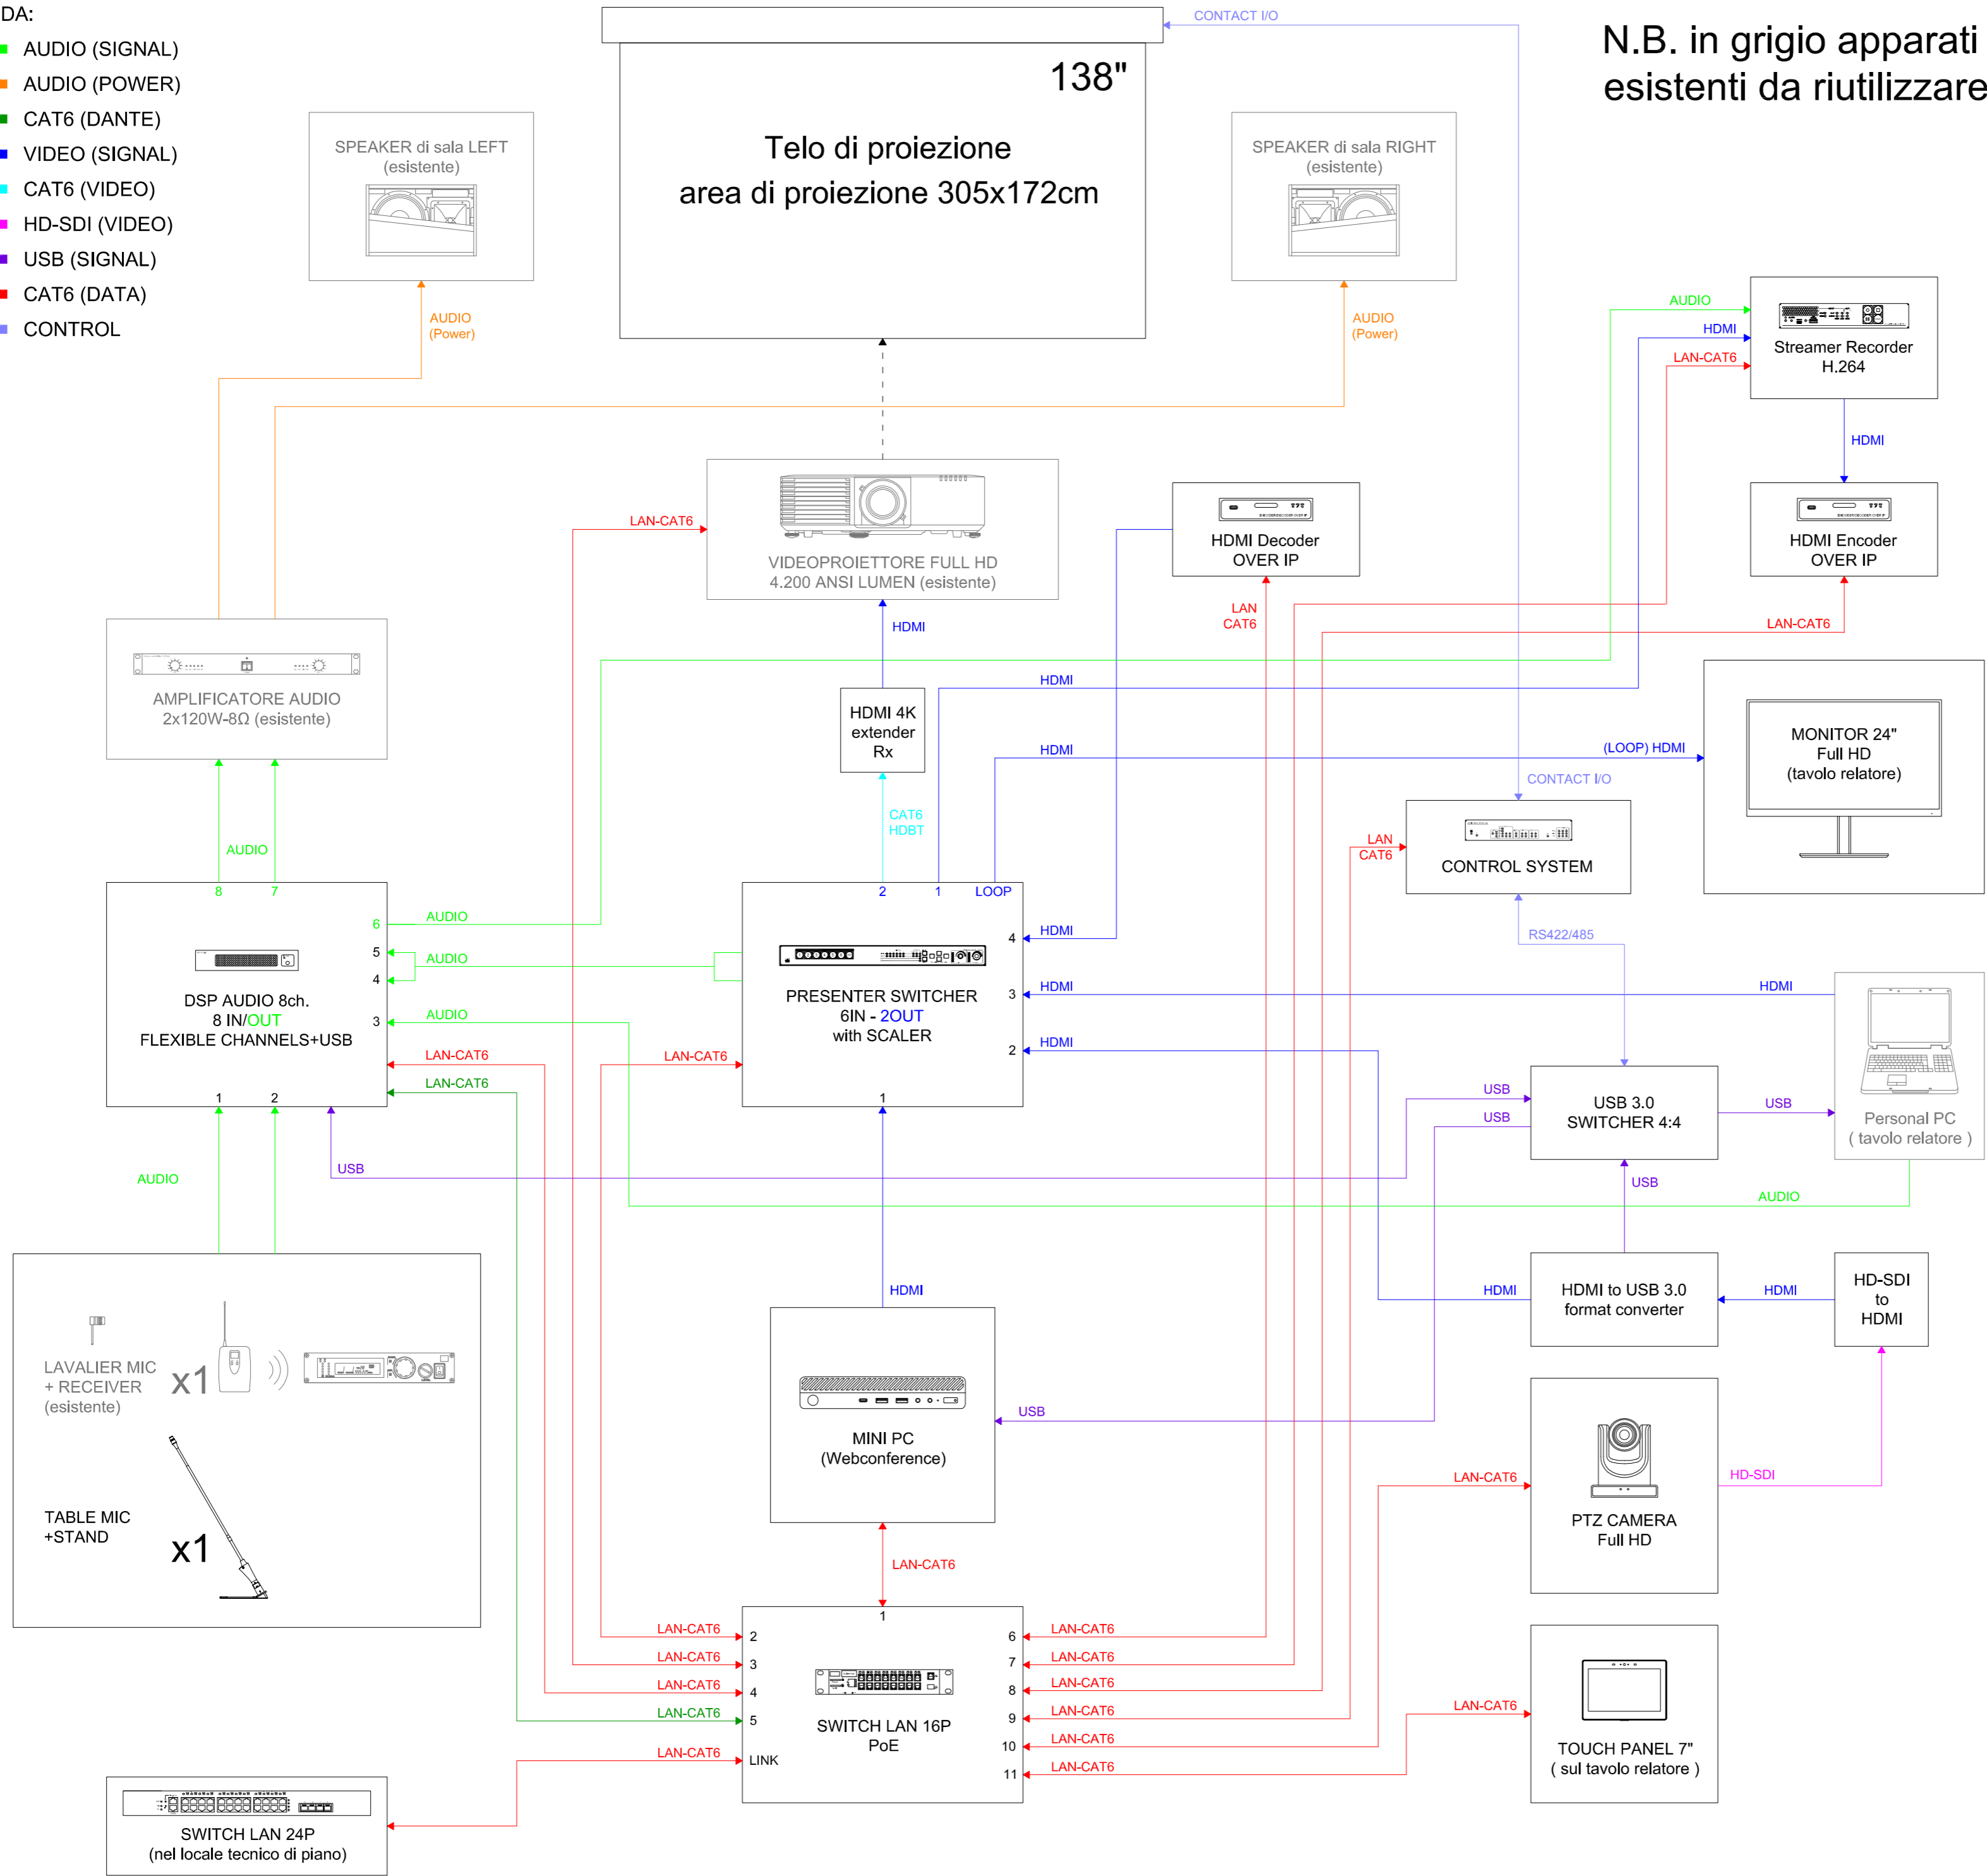 DA:
AUDIO (SIGNAL)
AUDIO (POWER)
CAT6 (DANTE)
VIDEO (SIGNAL)
CAT6 (VIDEO)
HD-SDI (VIDEO)
USB (SIGNAL)
CAT6 (DATA)
CONTROL
N.B. in grigio apparati
esistenti da riutilizzare
CONTACT I/O
138"
Telo di proiezione
area di proiezione 305x172cm
SPEAKER di sala LEFT
(esistente)
SPEAKER di sala RIGHT
(esistente)
AUDIO
(Power)
AUDIO
(Power)
AUDIO
HDMI
LAN-CAT6
Streamer Recorder
H.264
HDMI
LAN-CAT6
VIDEOPROIETTORE FULL HD
4.200 ANSI LUMEN (esistente)
HDMI Decoder
OVER IP
HDMI Encoder
OVER IP
LAN
CAT6
LAN-CAT6
HDMI
AMPLIFICATORE AUDIO
2x120W-8Ω (esistente)
HDMI 4K
extender
Rx
HDMI
HDMI
(LOOP) HDMI
MONITOR 24"
Full HD
(tavolo relatore)
CONTACT I/O
CAT6
HDBT
LAN
CAT6
CONTROL SYSTEM
AUDIO
8
7
6
5
4
3
1
2
DSP AUDIO 8ch.
8 IN/OUT
FLEXIBLE CHANNELS+USB
AUDIO
AUDIO
AUDIO
LAN-CAT6
LAN-CAT6
LAN-CAT6
2
1
LOOP
4
3
2
1
PRESENTER SWITCHER
6IN - 2OUT
with SCALER
HDMI
HDMI
HDMI
HDMI
RS422/485
USB
USB
USB 3.0
SWITCHER 4:4
USB
Personal PC
( tavolo relatore )
AUDIO
USB
USB
AUDIO
HDMI
HDMI
HDMI to USB 3.0
format converter
HDMI
HD-SDI
to
HDMI
LAVALIER MIC
+ RECEIVER
(esistente)
x1
TABLE MIC
+STAND
x1
MINI PC
(Webconference)
USB
LAN-CAT6
LAN-CAT6
PTZ CAMERA
Full HD
HD-SDI
1
LAN-CAT6
2
LAN-CAT6
3
LAN-CAT6
4
LAN-CAT6
5
LAN-CAT6
LINK
6
LAN-CAT6
7
LAN-CAT6
8
LAN-CAT6
9
LAN-CAT6
10
LAN-CAT6
11
LAN-CAT6
SWITCH LAN 16P
PoE
LAN-CAT6
TOUCH PANEL 7"
( sul tavolo relatore )
SWITCH LAN 24P
(nel locale tecnico di piano)